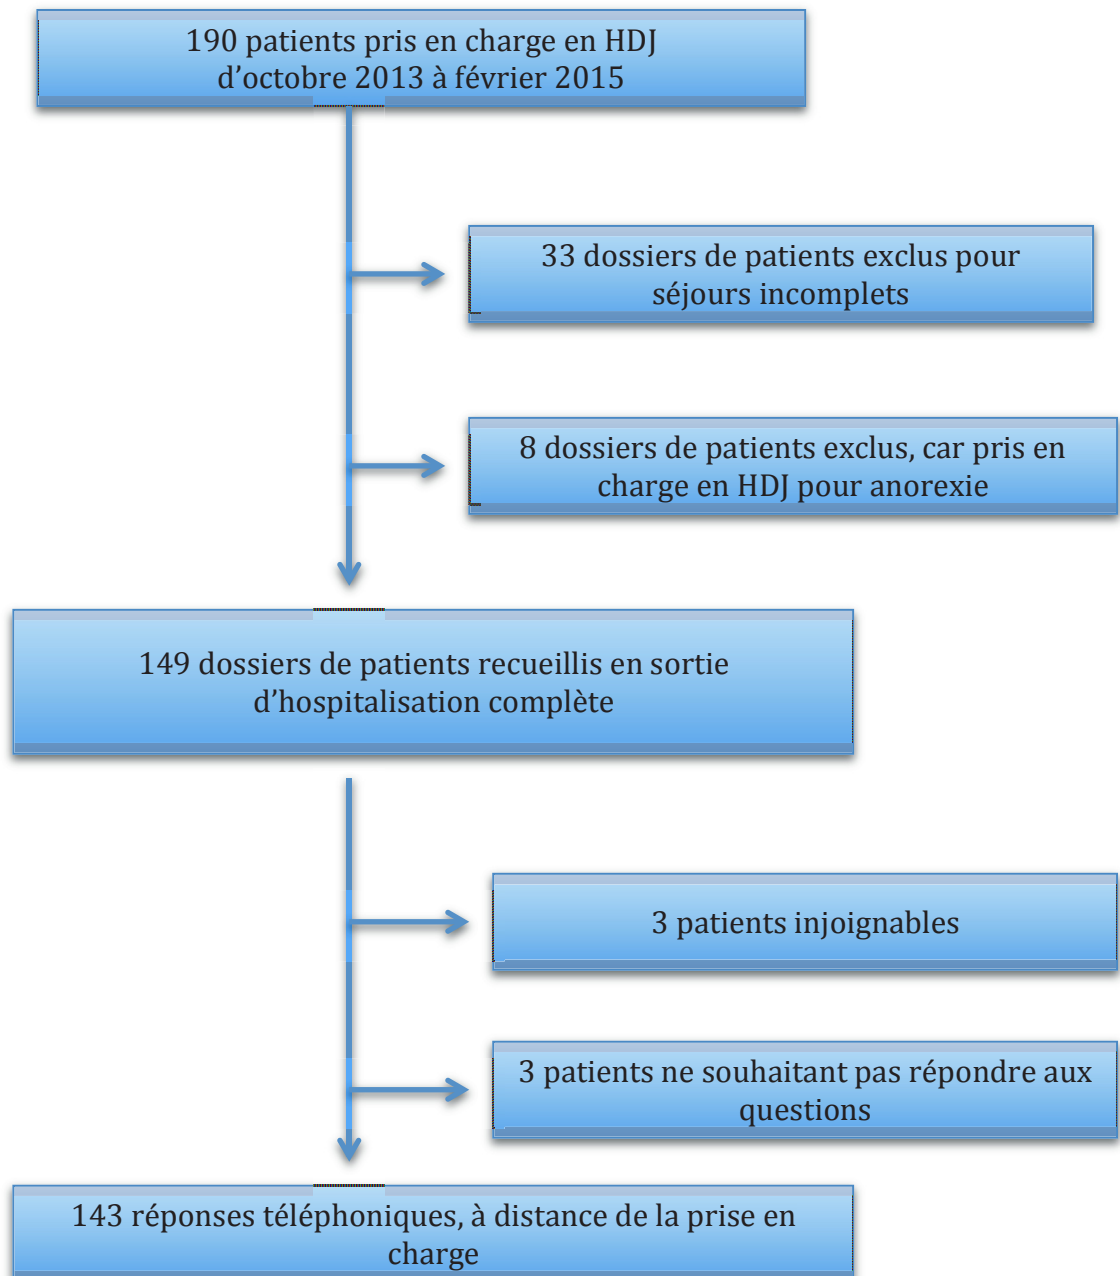 190 patients pris en charge en HDJ
d’octobre 2013 à février 2015
33 dossiers de patients exclus pour
séjours incomplets
8 dossiers de patients exclus, car pris en
charge en HDJ pour anorexie
149 dossiers de patients recueillis en sortie
d’hospitalisation complète
3 patients injoignables
3 patients ne souhaitant pas répondre aux
questions
143 réponses téléphoniques, à distance de la prise en
charge